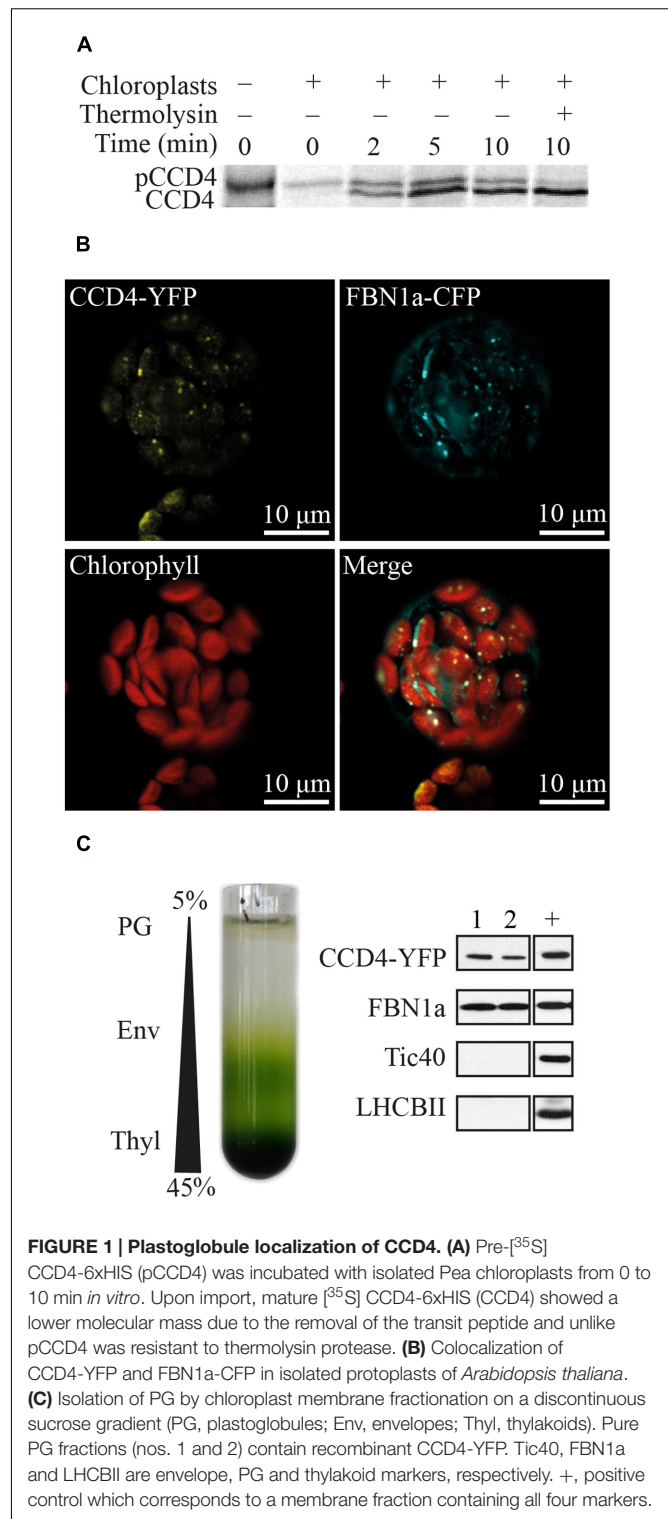 A
Chloroplasts – + + + + +
Thermolysin – – – – – +
Time (min) 0 0 2 5 10 10
pCCD4
CCD4
B
CCD4-YFP
FBN1a-CFP
10 μm
10 μm
Chlorophyll
Merge
10 μm
10 μm
C
5%
PG
Env
Thyl
45%
1 2 +
CCD4-YFP
FBN1a
Tic40
LHCBII
FIGURE 1 | Plastoglobule localization of CCD4. (A) Pre-[35S]
CCD4-6xHIS (pCCD4) was incubated with isolated Pea chloroplasts from 0 to
10 min in vitro. Upon import, mature [35S] CCD4-6xHIS (CCD4) showed a
lower molecular mass due to the removal of the transit peptide and unlike
pCCD4 was resistant to thermolysin protease. (B) Colocalization of
CCD4-YFP and FBN1a-CFP in isolated protoplasts of Arabidopsis thaliana.
(C) Isolation of PG by chloroplast membrane fractionation on a discontinuous
sucrose gradient (PG, plastoglobules; Env, envelopes; Thyl, thylakoids). Pure
PG fractions (nos. 1 and 2) contain recombinant CCD4-YFP. Tic40, FBN1a
and LHCBII are envelope, PG and thylakoid markers, respectively. +, positive
control which corresponds to a membrane fraction containing all four markers.